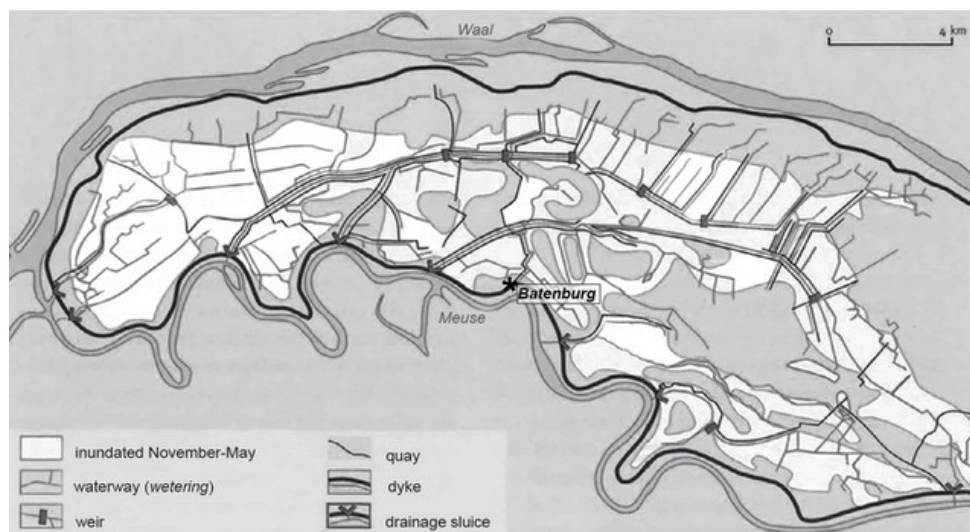 Waal
0 4 km
Batenburg
Meuse
inundated November-May
quay
waterway (wetering)
dyke
weir
drainage sluice